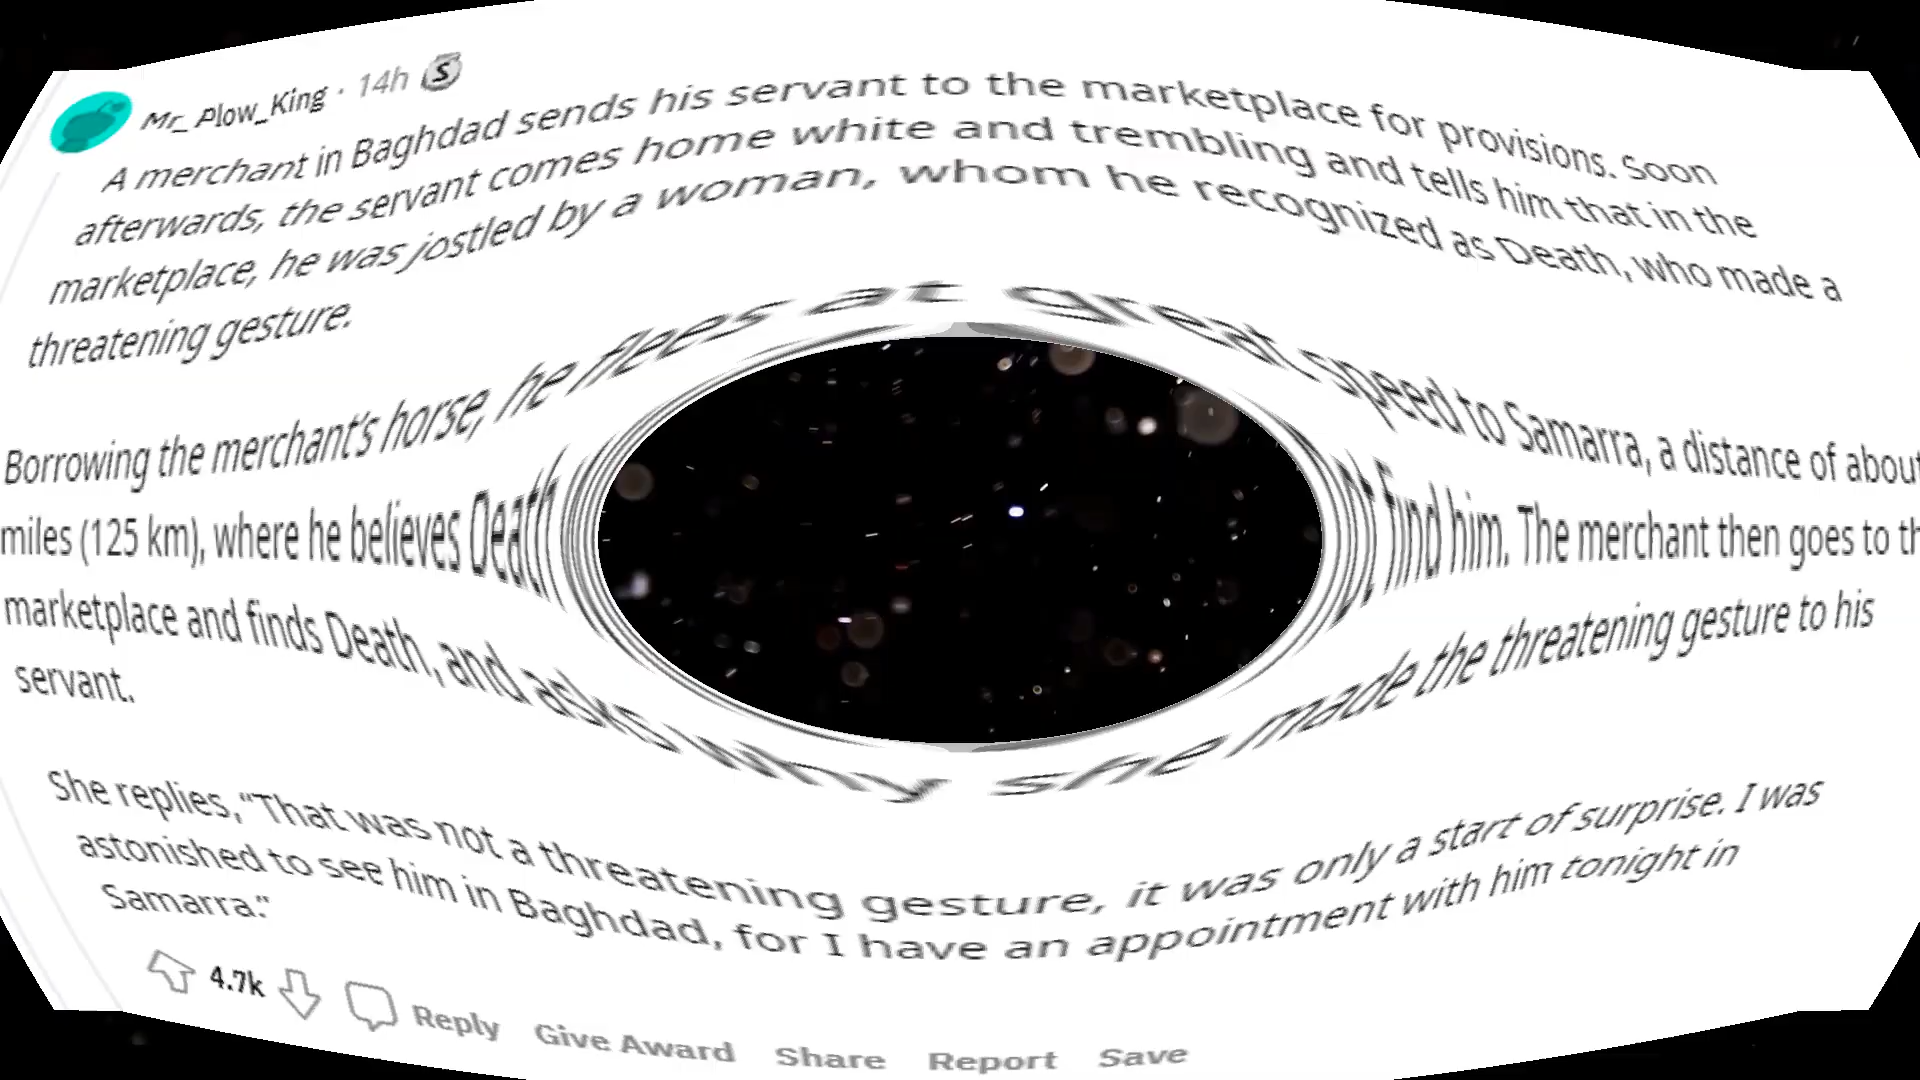 Mr_Plow_King · 14h S
A merchant in Baghdad sends his servant to the marketplace for provisions. Soon
afterwards, the servant comes home white and trembling and tells him that in the
marketplace, he was jostled by a woman, whom he recognized as Death, who made a
threatening gesture.
Borrowing the merchant's horse, he flees at great speed to Samarra, a distance of about
miles (125 km), where he believes Death find him. The merchant then goes to th
marketplace and finds Death, and asks why she made the threatening gesture to his
servant.
She replies, “That was not a threatening gesture, it was only a start of surprise. I was
astonished to see him in Baghdad, for I have an appointment with him tonight in
Samarra.”
4.7k Reply Give Award Share Report Save